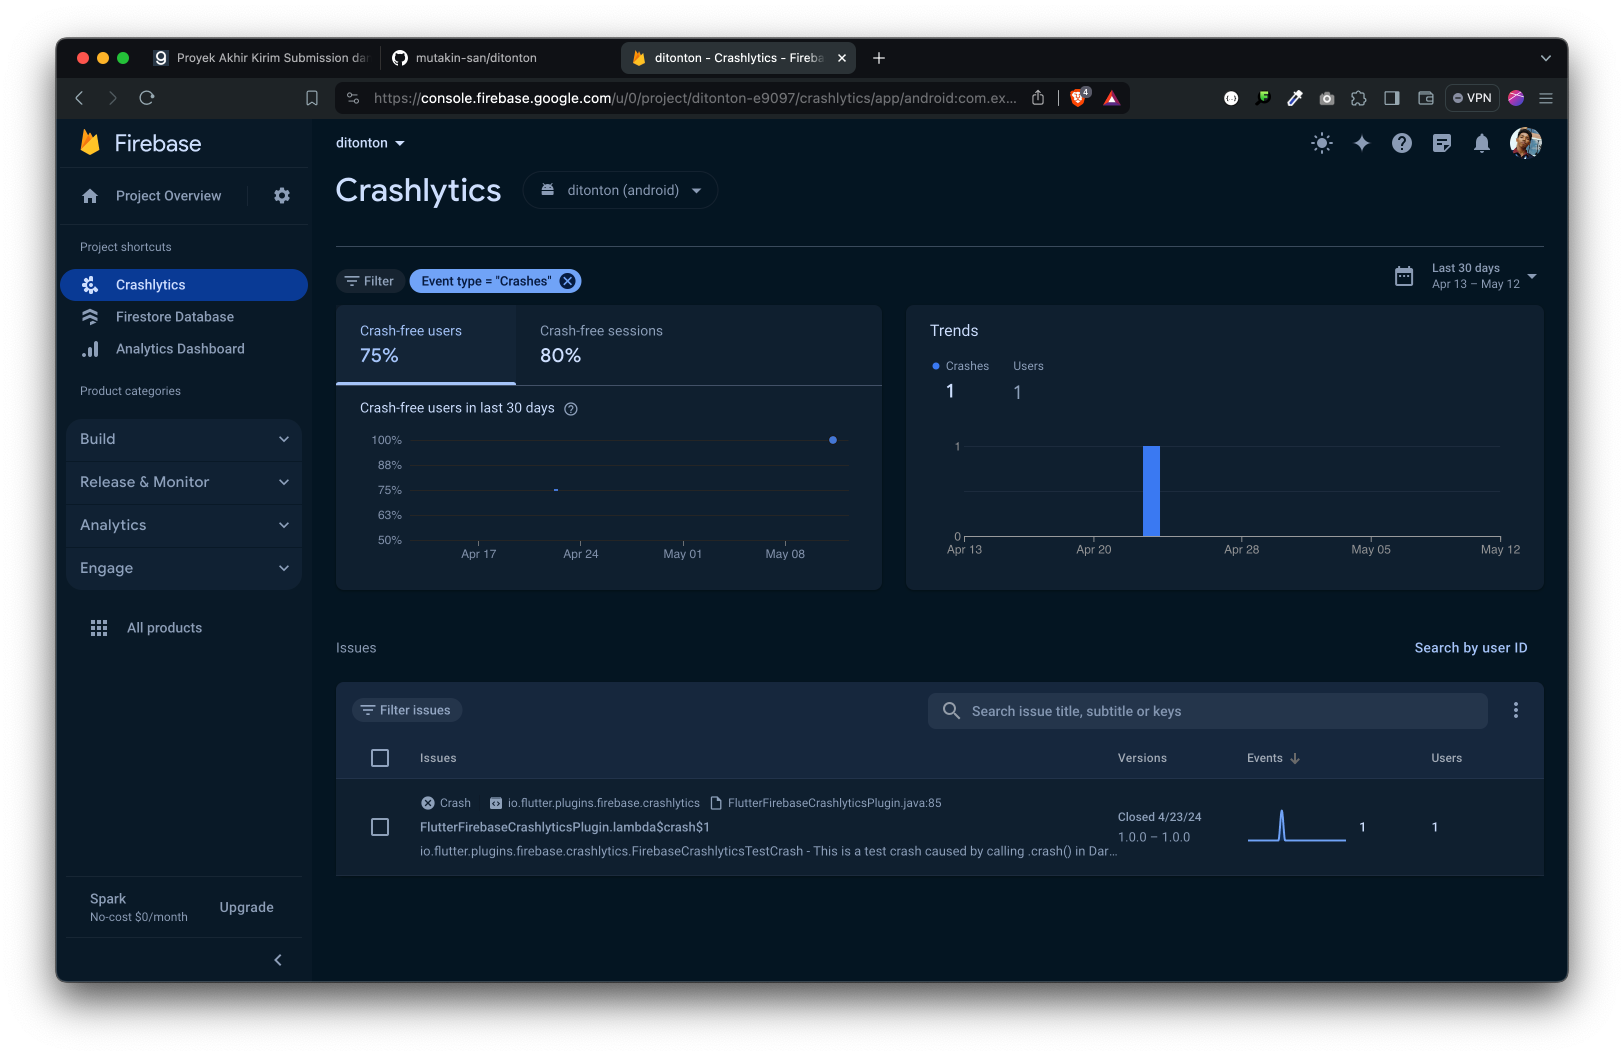 Proyek Akhir Kirim Submission da
mutakin-san/ditonton
ditonton - Crashlytics - Fireba
https://console.firebase.google.com/u/0/project/ditonton-e9097/crashlytics/app/android:com.ex...
4
VPN
Firebase
Project Overview
Project shortcuts
Crashlytics
Firestore Database
Analytics Dashboard
Product categories
Build
Release & Monitor
Analytics
Engage
All products
Spark
No-cost $0/month
Upgrade
ditonton
Crashlytics
ditonton (android)
Filter
Event type = "Crashes"
Last 30 days
Apr 13 – May 12
Crash-free users
75%
Crash-free sessions
80%
Crash-free users in last 30 days
100%
88%
75%
63%
50%
Apr 17 Apr 24 May 01 May 08
Trends
Crashes Users
1 1
1
0
Apr 13 Apr 20 Apr 28 May 05 May 12
Issues
Search by user ID
Filter issues
Search issue title, subtitle or keys
Issues Versions Events Users
Crash io.flutter.plugins.firebase.crashlytics FlutterFirebaseCrashlyticsPlugin.java:85
FlutterFirebaseCrashlyticsPlugin.lambda$crash$1
io.flutter.plugins.firebase.crashlytics.FirebaseCrashlyticsTestCrash - This is a test crash caused by calling .crash() in Dar...
Closed 4/23/24
1.0.0 – 1.0.0
1 1